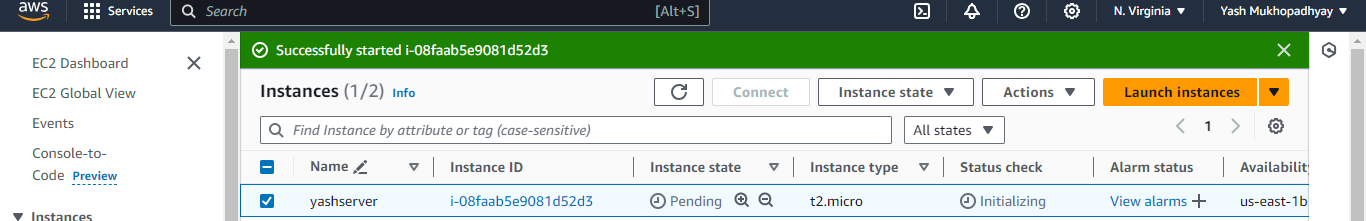 aws Services Search [Alt+S] N. Virginia Yash Mukhopadhyay
Successfully started i-08faab5e9081d52d3
EC2 Dashboard
EC2 Global View
Events
Console-to-
Code Preview
Instances
Instances (1/2) Info Connect Instance state Actions Launch instances
Find Instance by attribute or tag (case-sensitive) All states 1
Name Instance ID Instance state Instance type Status check Alarm status Availability
yashserver i-08faab5e9081d52d3 Pending t2.micro Initializing View alarms us-east-1b